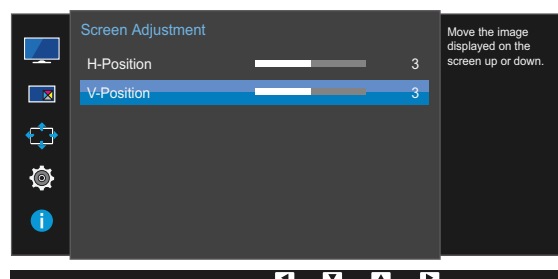 Screen Adjustment
H-Position 3
V-Position 3
Move the image
displayed on the
screen up or down.